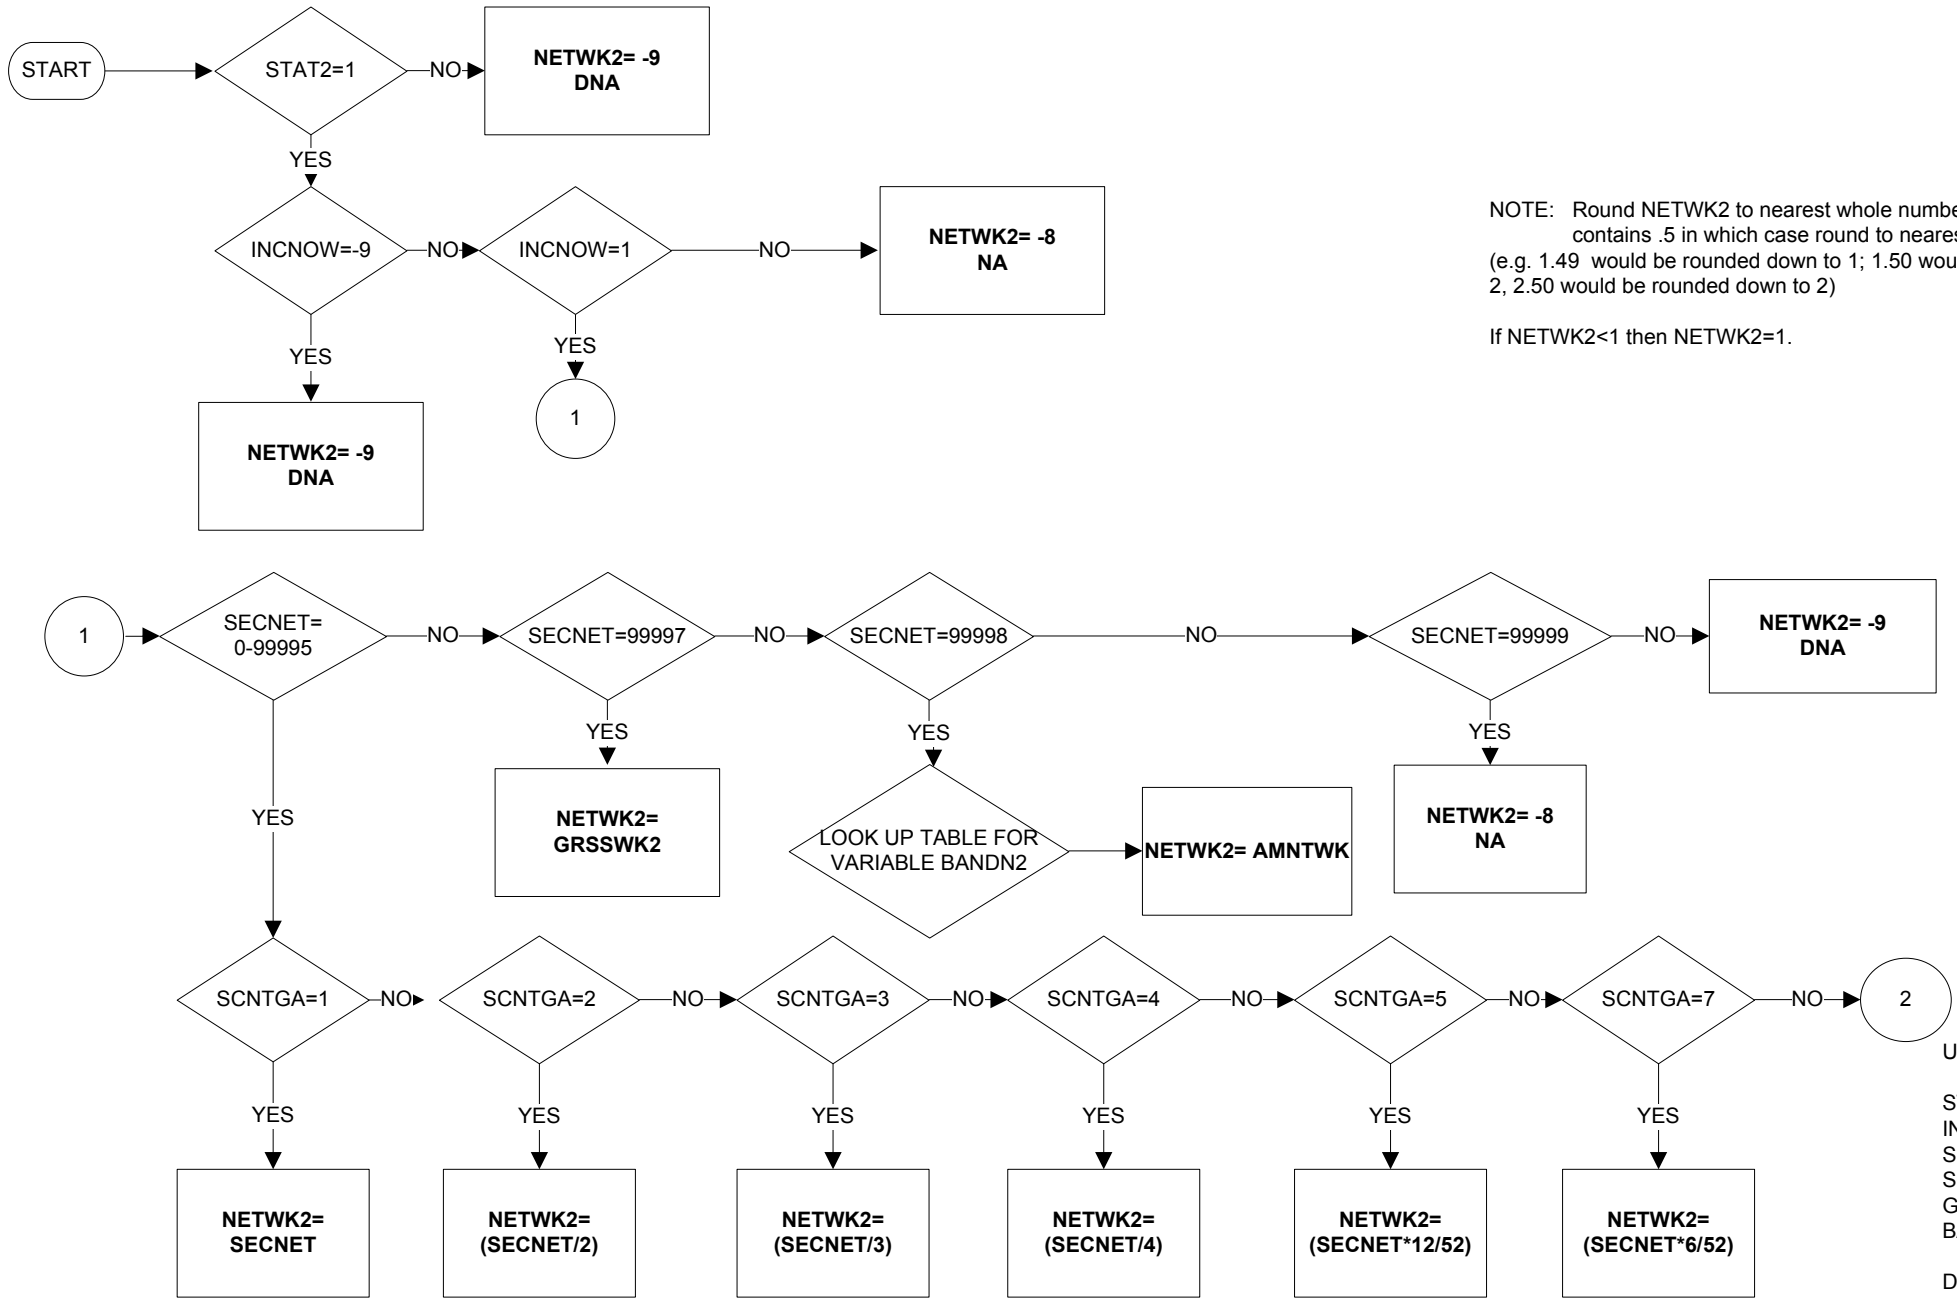 START
STAT2=1
NO
NETWK2= -9
DNA
YES
INCNOW=-9
NO
INCNOW=1
NO
NETWK2= -8
NA
YES
NETWK2= -9
DNA
YES
1
NOTE: Round NETWK2 to nearest whole
contains .5 in which case round to
(e.g. 1.49 would be rounded down to 1; 1.50
2, 2.50 would be rounded down to 2)
If NETWK2<1 then NETWK2=1.
1
SECNET=
0-99995
NO
SECNET=99997
NO
SECNET=99998
NO
SECNET=99999
NO
NETWK2= -9
DNA
YES
YES
YES
YES
NETWK2=
GRSSWK2
LOOK UP TABLE FOR
VARIABLE BANDN2
NETWK2= AMNTWK
NETWK2= -8
NA
SCNTGA=1
NO
SCNTGA=2
NO
SCNTGA=3
NO
SCNTGA=4
NO
SCNTGA=5
NO
SCNTGA=7
NO
2
YES
YES
YES
YES
YES
YES
NETWK2=
SECNET
NETWK2=
(SECNET/2)
NETWK2=
(SECNET/3)
NETWK2=
(SECNET/4)
NETWK2=
(SECNET*12/52)
NETWK2=
(SECNET*6/52)